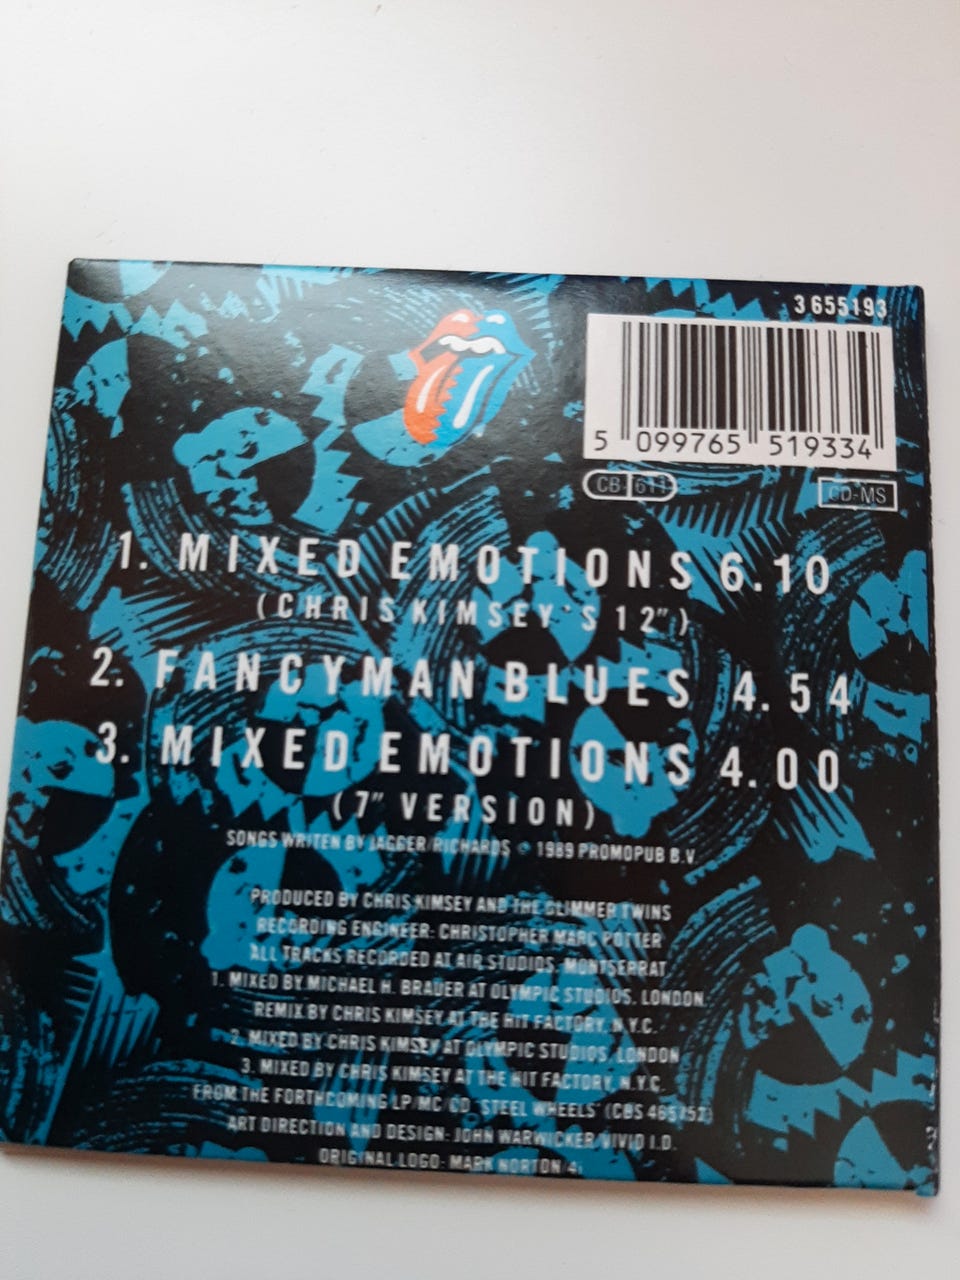 3 655193
5 099765 519334
CB 611
CD-MS
1. MIXED EMOTIONS 6.10
(CHRIS KIMSEY'S 12")
2. FANCYMAN BLUES 4.54
3. MIXED EMOTIONS 4.00
(7" VERSION)
SONGS WRITEN BY JAGGER/RICHARDS © 1989 PROMOPUB B.V.
PRODUCED BY CHRIS KIMSEY AND THE GLIMMER TWINS
RECORDING ENGINEER: CHRISTOPHER MARC POTTER
ALL TRACKS RECORDED AT AIR STUDIOS, MONTSERRAT
1. MIXED BY MICHAEL H. BRAUER AT OLYMPIC STUDIOS, LONDON.
REMIX BY CHRIS KIMSEY AT THE HIT FACTORY, N.Y.C.
2. MIXED BY CHRIS KIMSEY AT OLYMPIC STUDIOS, LONDON
3. MIXED BY CHRIS KIMSEY AT THE HIT FACTORY, N.Y.C.
FROM THE FORTHCOMING LP/MC/CD 'STEEL WHEELS' (CBS 465752)
ART DIRECTION AND DESIGN: JOHN WARWICKER/VIVID I.D.
ORIGINAL LOGO: MARK NORTON/4i